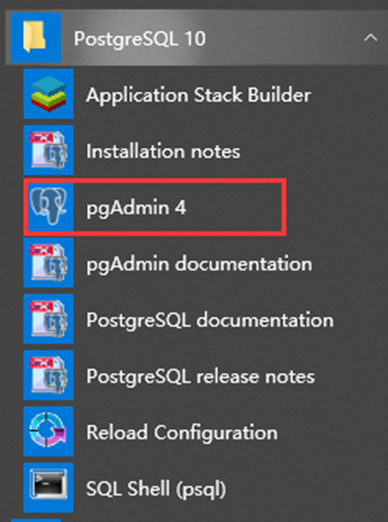 PostgreSQL 10
Application Stack Builder
Installation notes
pgAdmin 4
pgAdmin documentation
PostgreSQL documentation
PostgreSQL release notes
Reload Configuration
SQL Shell (psql)